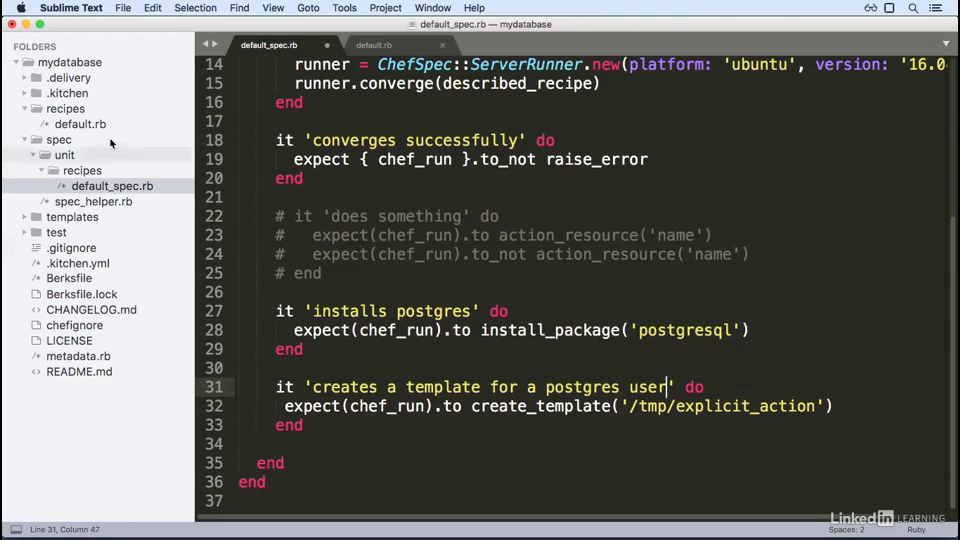 Sublime Text File Edit Selection Find View Goto Tools Project Window Help
default_spec.rb — mydatabase
FOLDERS
mydatabase
.delivery
.kitchen
recipes
default.rb
spec
unit
recipes
default_spec.rb
spec_helper.rb
templates
test
.gitignore
.kitchen.yml
Berksfile
Berksfile.lock
CHANGELOG.md
chefignore
LICENSE
metadata.rb
README.md
default_spec.rb default.rb
14 runner = ChefSpec::ServerRunner.new(platform: 'ubuntu', version: '16.0
15 runner.converge(described_recipe)
16 end
17
18 it 'converges successfully' do
19 expect { chef_run }.to_not raise_error
20 end
21
22 # it 'does something' do
23 #   expect(chef_run).to action_resource('name')
24 #   expect(chef_run).to_not action_resource('name')
25 # end
26
27 it 'installs postgres' do
28 expect(chef_run).to install_package('postgresql')
29 end
30
31 it 'creates a template for a postgres user' do
32 expect(chef_run).to create_template('/tmp/explicit_action')
33 end
34
35 end
36 end
37
Line 31, Column 47 Spaces: 2 Ruby
LinkedIn LEARNING